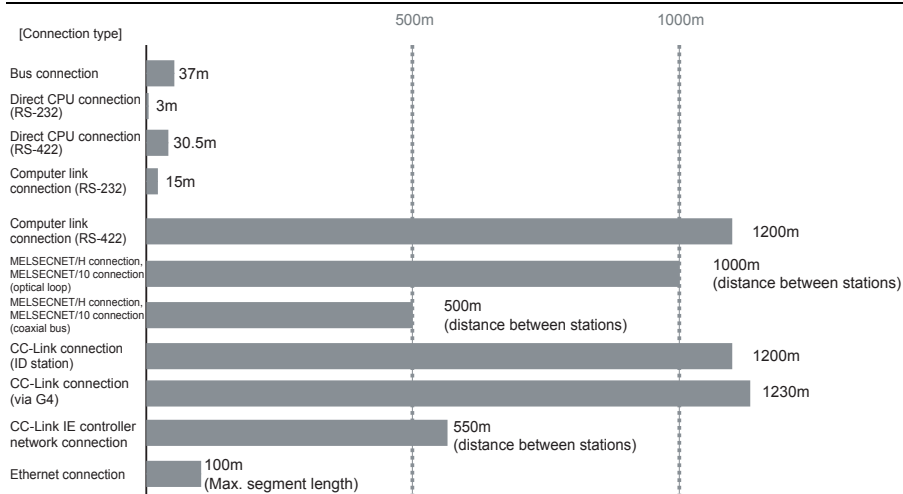 500m
1000m
[Connection type]
Bus connection
37m
Direct CPU connection
(RS-232)
3m
Direct CPU connection
(RS-422)
30.5m
Computer link
connection (RS-232)
15m
Computer link
connection (RS-422)
1200m
MELSECNET/H connection,
MELSECNET/10 connection
(optical loop)
1000m
(distance between stations)
MELSECNET/H connection,
MELSECNET/10 connection
(coaxial bus)
500m
(distance between stations)
CC-Link connection
(ID station)
1200m
CC-Link connection
(via G4)
1230m
CC-Link IE controller
network connection
550m
(distance between stations)
Ethernet connection
100m
(Max. segment length)